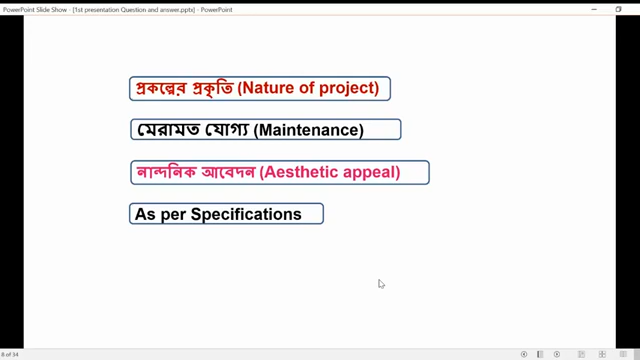 PowerPoint Slide Show - [1st presentation Question and answer.pptx] - PowerPoint
প্রকল্পের প্রকৃতি (Nature of project)
মেরামত যোগ্য (Maintenance)
নান্দনিক আবেদন (Aesthetic appeal)
As per Specifications
8 of 34